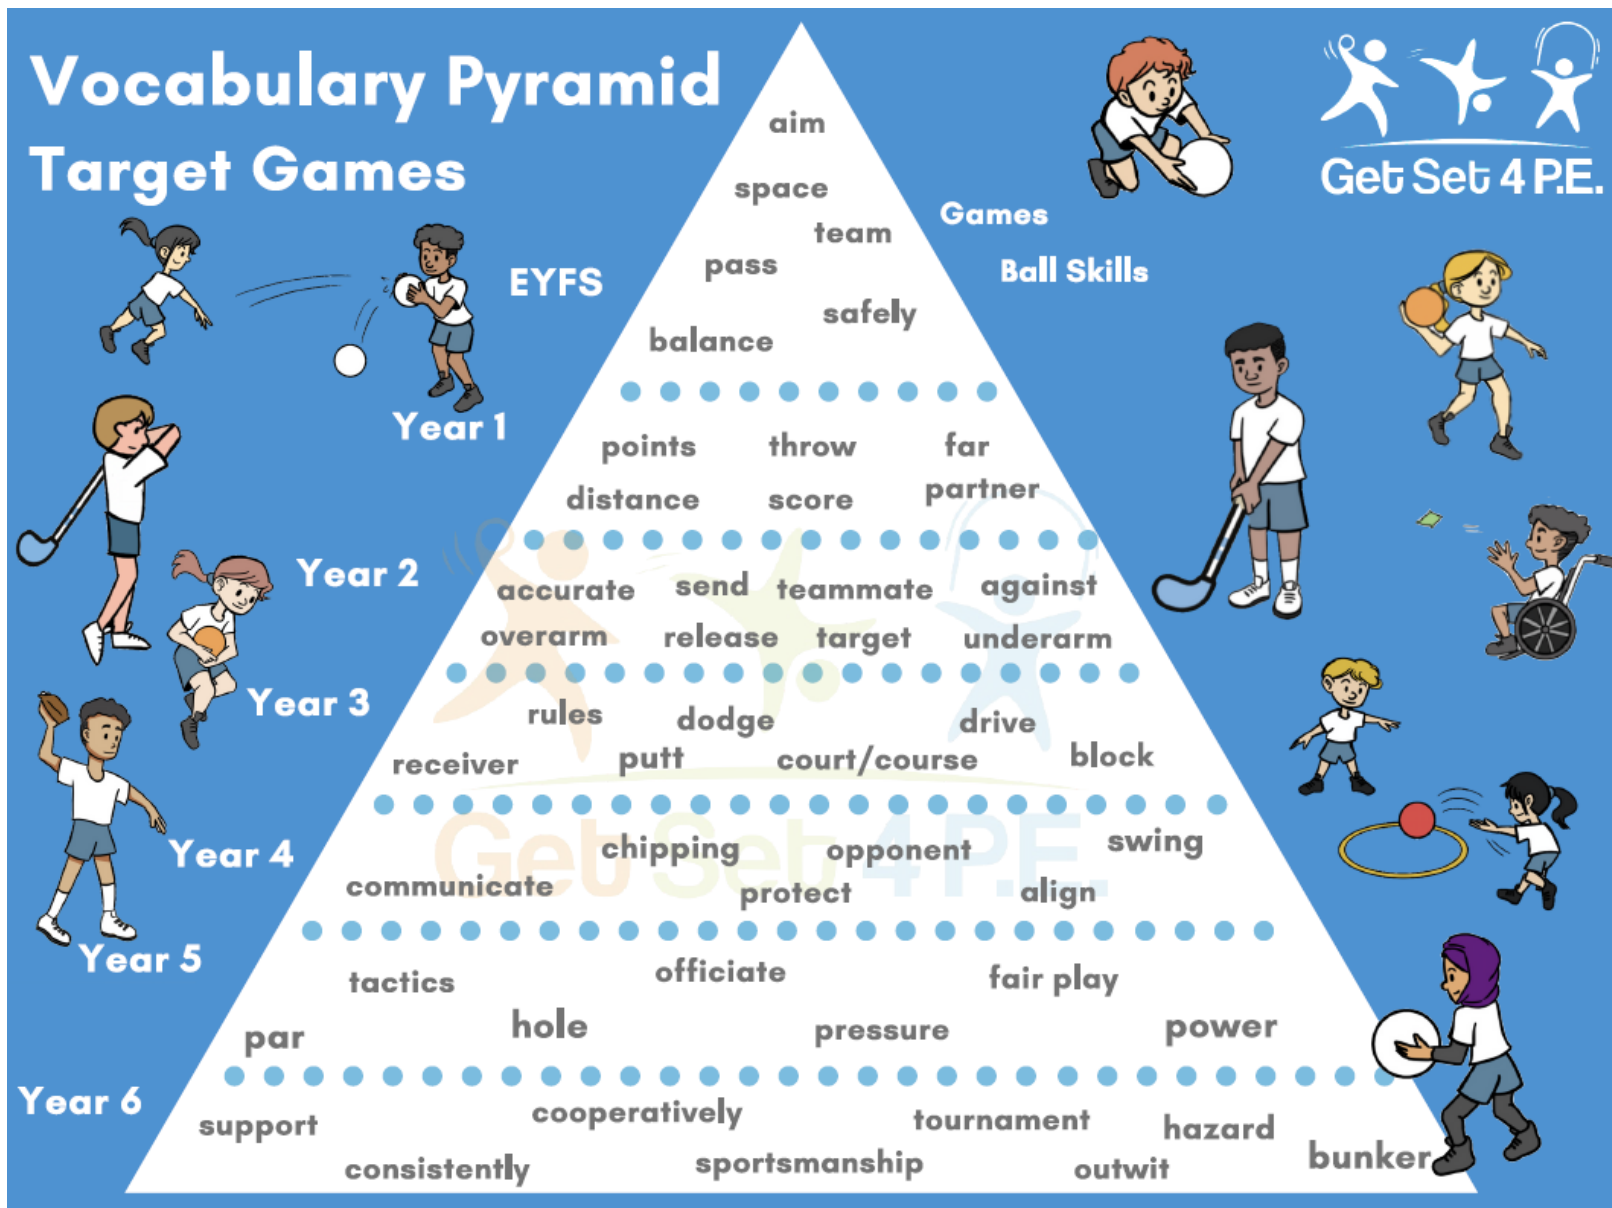 Vocabulary Pyramid
Target Games
Get Set 4 P.E.
EYFS
Games
Ball Skills
aim
space
team
pass
safely
balance
Year 1
points throw far
distance score partner
Year 2
accurate send teammate against
overarm release target underarm
Year 3
rules dodge drive
receiver putt court/course block
Year 4
Get Set 4 P.E.
chipping opponent swing
communicate protect align
Year 5
tactics officiate fair play
par hole pressure power
Year 6
support cooperatively tournament hazard
consistently sportsmanship outwit bunker